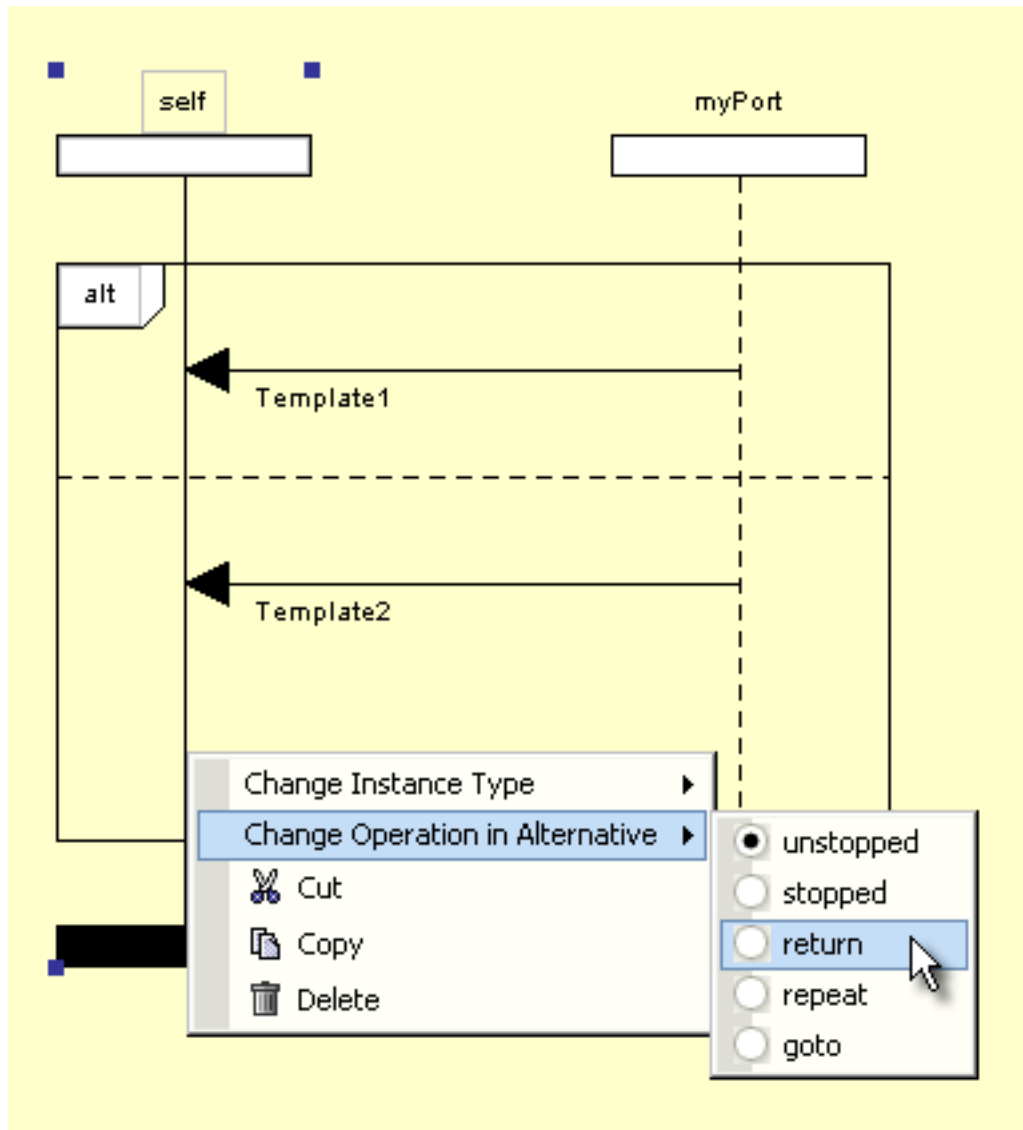 self
myPort
alt
Template1
Template2
Change Instance Type
Change Operation in Alternative
Cut
Copy
Delete
unstopped
stopped
return
repeat
goto